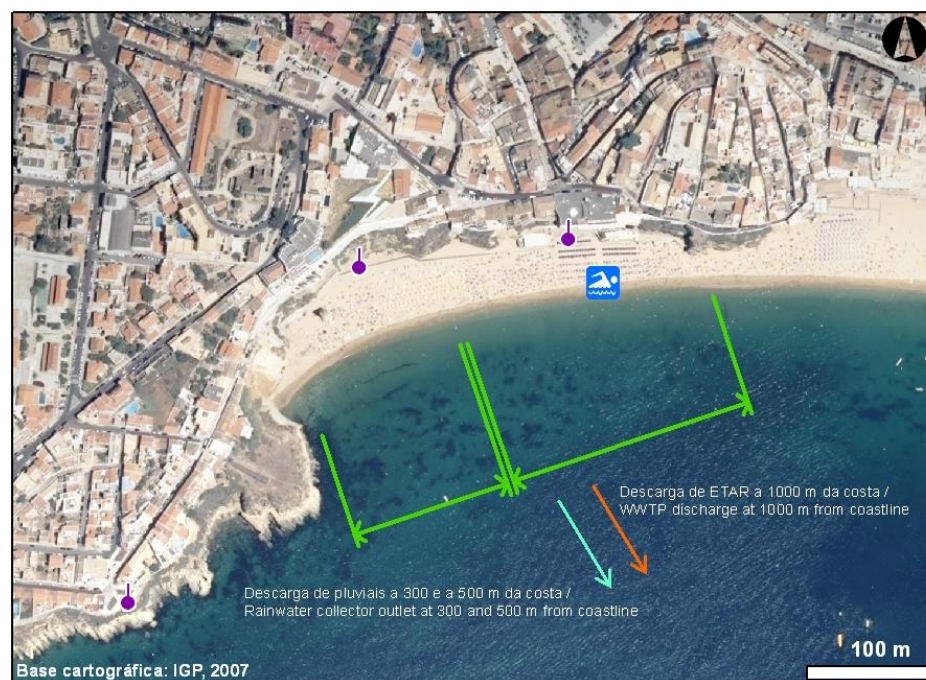 Descarga de ETAR a 1000 m da costa /
WWTP discharge at 1000 m from coastline
Descarga de pluviais a 300 e a 500 m da costa /
Rainwater collector outlet at 300 and 500 m from coastline
100 m
Base cartográfica: IGP, 2007